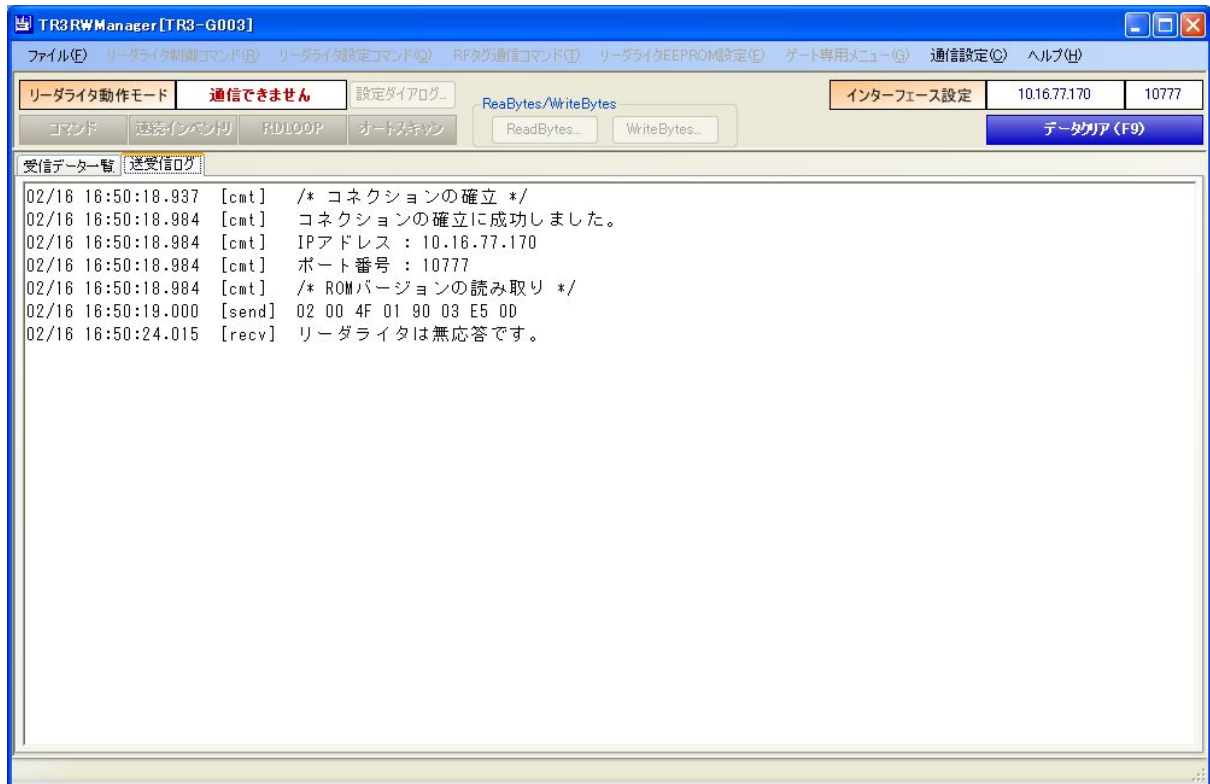 TR3RWManager[TR3-G003]
ファイル(F) リーダライタ制御コマンド(R) リーダライタ設定コマンド(Q) RFタグ通信コマンド(T) リーダライタEEPROM設定(E) ゲート専用メニュー(G) 通信設定(C) ヘルプ(H)
リーダライタ動作モード 通信できません 設定ダイアログ... ReaBytes/WriteBytes インターフェース設定 10.16.77.170 10777
コマンド 連続インベントリ RDLOOP オートスキャン ReadBytes... WriteBytes... データクリア (F9)
受信データ一覧 送受信ログ
02/16 16:50:18.937 [cmt] /* コネクションの確立 */
02/16 16:50:18.984 [cmt] コネクションの確立に成功しました。
02/16 16:50:18.984 [cmt] IPアドレス : 10.16.77.170
02/16 16:50:18.984 [cmt] ポート番号 : 10777
02/16 16:50:18.984 [cmt] /* ROMバージョンの読み取り */
02/16 16:50:19.000 [send] 02 00 4F 01 90 03 E5 0D
02/16 16:50:24.015 [recv] リーダライタは無応答です。